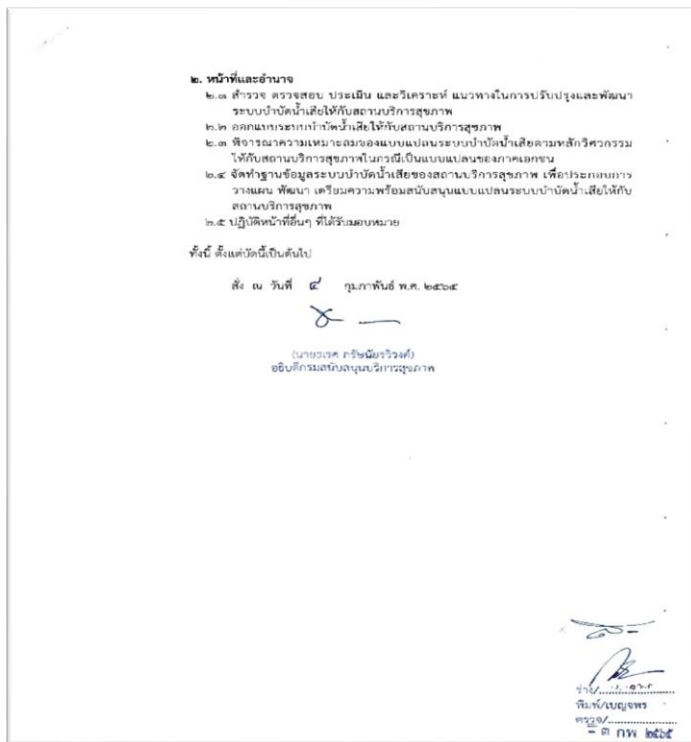 ๒. หน้าที่และอำนาจ
๒.๑ สำรวจ ตรวจสอบ ประเมิน และวิเคราะห์ แนวทางในการปรับปรุงและพัฒนา
ระบบบำบัดน้ำเสียให้กับสถานบริการสุขภาพ
๒.๒ ออกแบบระบบบำบัดน้ำเสียให้กับสถานบริการสุขภาพ
๒.๓ พิจารณาความเหมาะสมของแบบแปลนระบบบำบัดน้ำเสียตามหลักวิศวกรรม
ให้กับสถานบริการสุขภาพในกรณีเป็นแบบแปลนของภาคเอกชน
๒.๔ จัดทำฐานข้อมูลระบบบำบัดน้ำเสียของสถานบริการสุขภาพ เพื่อประกอบการ
วางแผน พัฒนา เตรียมความพร้อมสนับสนุนแบบแปลนระบบบำบัดน้ำเสียให้กับ
สถานบริการสุขภาพ
๒.๕ ปฏิบัติหน้าที่อื่นๆ ที่ได้รับมอบหมาย
ทั้งนี้ ตั้งแต่บัดนี้เป็นต้นไป
สั่ง ณ วันที่ ๔ กุมภาพันธ์ พ.ศ. ๒๕๖๕
(นายธเรศ กรัษนัยรวิวงค์)
อธิบดีกรมสนับสนุนบริการสุขภาพ
ร่าง/
พิมพ์/เบญจพร
ตรวจ/
๓ กพ ๒๕๖๕